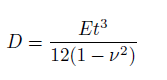 D = \frac{Et^3}{12(1 - \nu^2)}